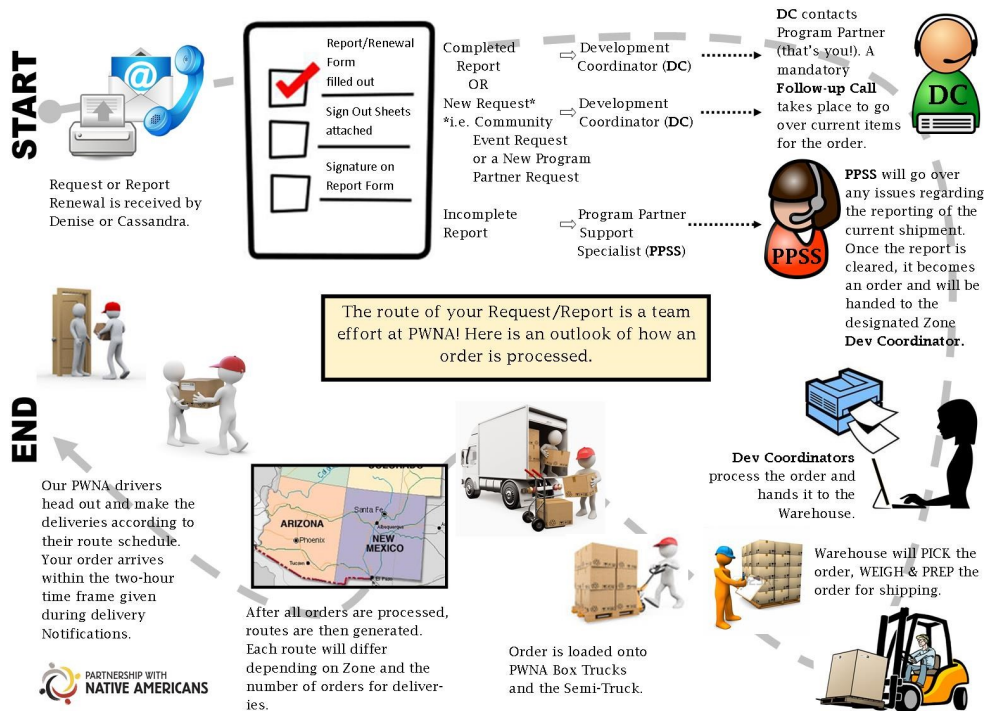 START
Request or Report
Renewal is received by
Denise or Cassandra.
Report/Renewal
Form
filled out
Sign Out Sheets
attached
Signature on
Report Form
Completed
Report
OR
New Request*
*i.e. Community
Event Request
or a New Program
Partner Request
Development
Coordinator (DC)
Development
Coordinator (DC)
Incomplete
Report
Program Partner
Support
Specialist (PPSS)
DC contacts
Program Partner
(that's you!). A
mandatory
Follow-up Call
takes place to go
over current items
for the order.
DC
PPSS
PPSS will go over
any issues regarding
the reporting of the
current shipment.
Once the report is
cleared, it becomes
an order and will be
handed to the
designated Zone
Dev Coordinator.
The route of your Request/Report is a team
effort at PWNA! Here is an outlook of how an
order is processed.
Dev Coordinators
process the order and
hands it to the
Warehouse.
Warehouse will PICK the
order, WEIGH & PREP the
order for shipping.
Order is loaded onto
PWNA Box Trucks
and the Semi-Truck.
COLORADO
Santa Fe
Albuquerque
ARIZONA
Phoenix
NEW
MEXICO
Tucson
El Paso
After all orders are processed,
routes are then generated.
Each route will differ
depending on Zone and the
number of orders for deliver-
ies.
END
Our PWNA drivers
head out and make the
deliveries according to
their route schedule.
Your order arrives
within the two-hour
time frame given
during delivery
Notifications.
PARTNERSHIP WITH
NATIVE AMERICANS